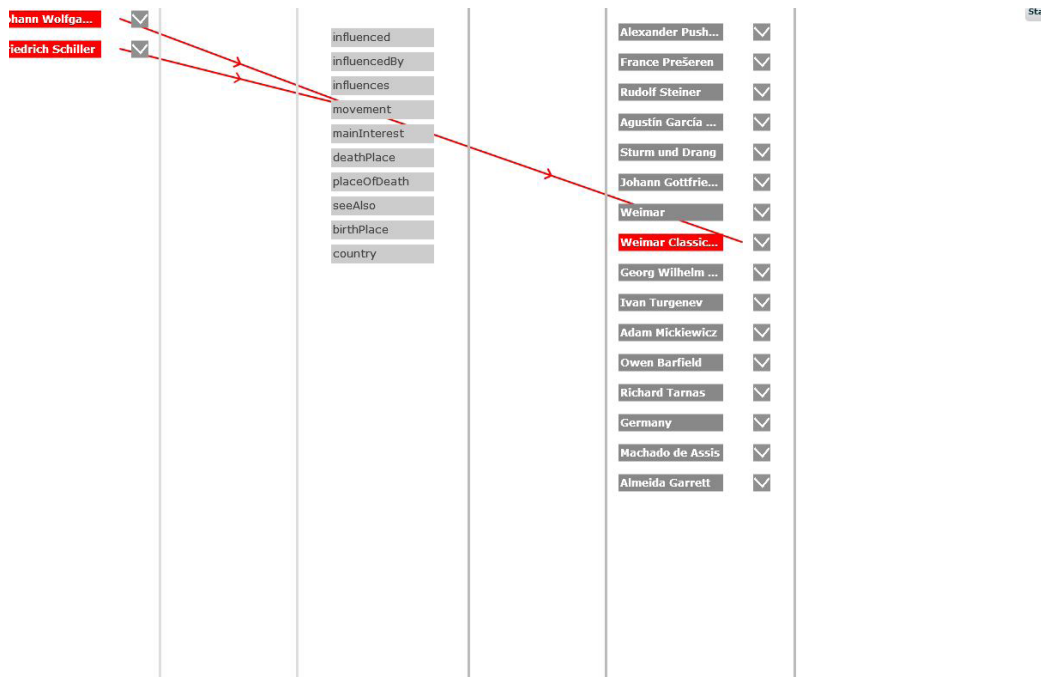 ohann Wolfga...
riedrich Schiller
influenced
influencedBy
influences
movement
mainInterest
deathPlace
placeOfDeath
seeAlso
birthPlace
country
Alexander Push...
France Prešeren
Rudolf Steiner
Agustín García ...
Sturm und Drang
Johann Gottfrie...
Weimar
Weimar Classic...
Georg Wilhelm ...
Ivan Turgenev
Adam Mickiewicz
Owen Barfield
Richard Tarnas
Germany
Machado de Assis
Almeida Garrett
Sta